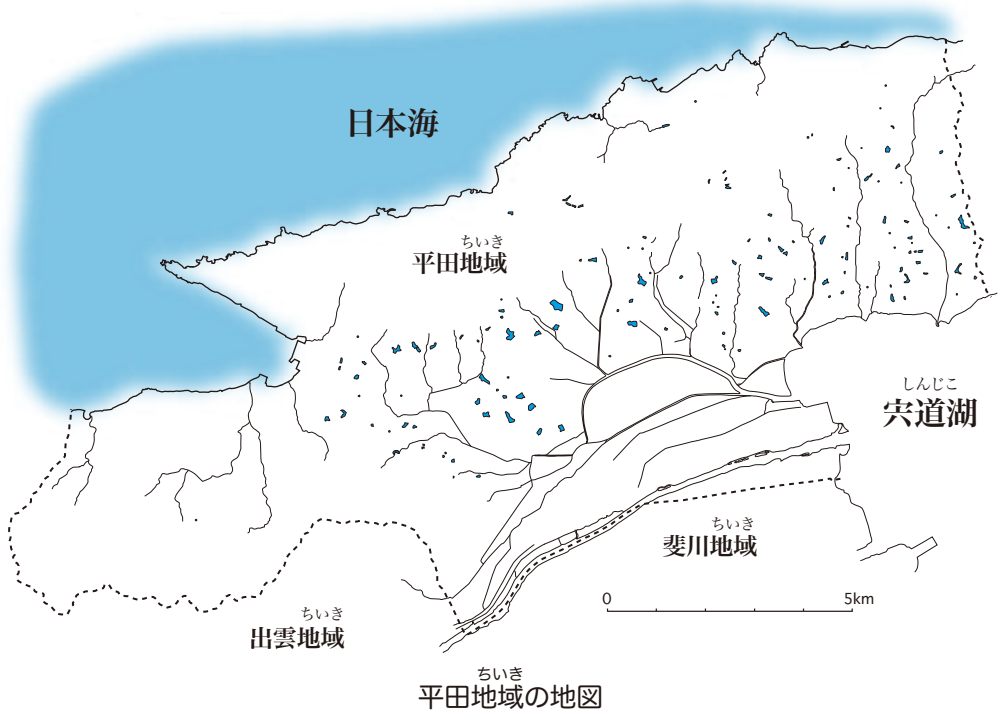 日本海
ちいき
平田地域
しんじこ
宍道湖
ちいき
斐川地域
0 5km
ちいき
出雲地域
ちいき
平田地域の地図